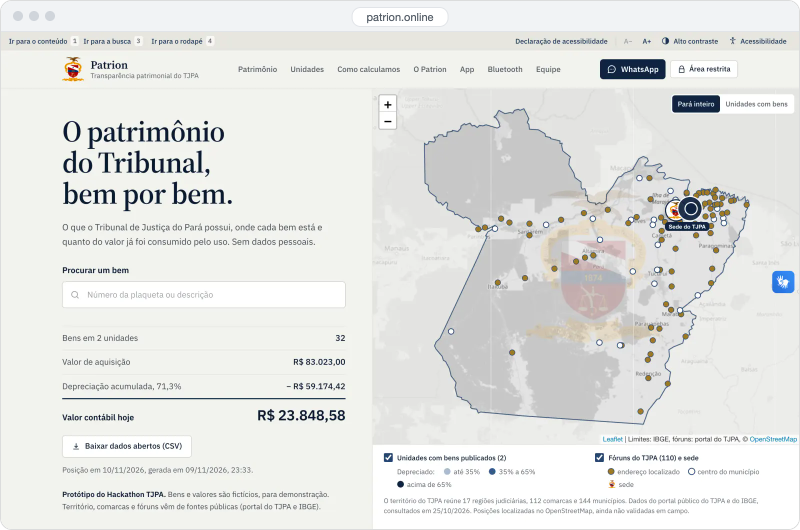 patrion.online
Ir para o conteúdo 1 Ir para a busca 3 Ir para o rodapé 4
Declaração de acessibilidade A− A+ Alto contraste Acessibilidade
Patrion
Transparência patrimonial do TJPA
Patrimônio Unidades Como calculamos O Patrion App Bluetooth Equipe
WhatsApp
Área restrita
O patrimônio
do Tribunal,
bem por bem.
O que o Tribunal de Justiça do Pará possui, onde cada bem está e
quanto do valor já foi consumido pelo uso. Sem dados pessoais.
Procurar um bem
Número da plaqueta ou descrição
Bens em 2 unidades 32
Valor de aquisição R$ 83.023,00
Depreciação acumulada, 71,3% − R$ 59.174,42
Valor contábil hoje R$ 23.848,58
Baixar dados abertos (CSV)
Posição em 10/11/2026, gerada em 09/11/2026, 23:33.
Protótipo do Hackathon TJPA. Bens e valores são fictícios, para demonstração.
Território, comarcas e fóruns vêm de fontes públicas (portal do TJPA e IBGE).
+
−
Pará inteiro Unidades com bens
Sede do TJPA
Paragominas
Manaus
Itaituba
1874
Redenção
Leaflet | Limites: IBGE, fóruns: portal do TJPA, © OpenStreetMap
Unidades com bens publicados (2)
Depreciado: até 35% 35% a 65%
acima de 65%
Fóruns do TJPA (110) e sede
endereço localizado centro do município
sede
O território do TJPA reúne 17 regiões judiciárias, 112 comarcas e 144 municípios. Dados do portal público do TJPA e do IBGE,
consultados em 25/10/2026. Posições localizadas no OpenStreetMap, ainda não validadas em campo.